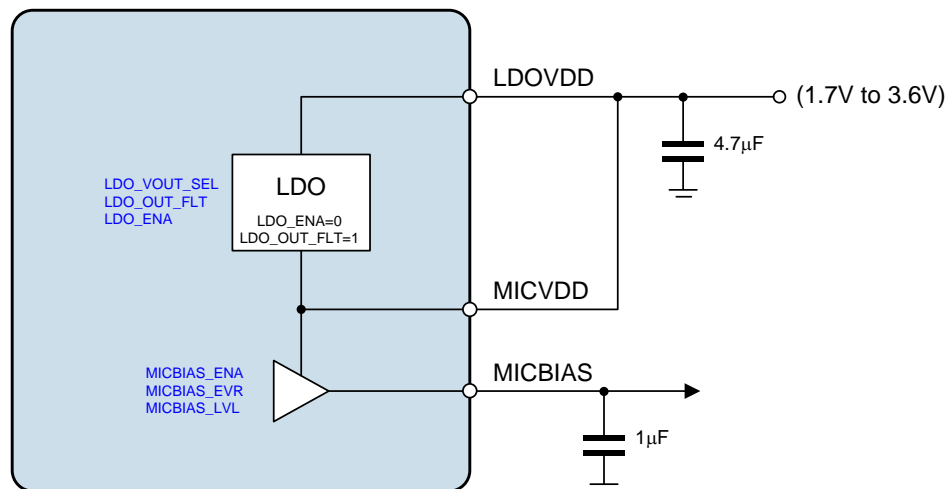 LDOVDD
(1.7V to 3.6V)
4.7µF
LDO
LDO_ENA=0
LDO_OUT_FLT=1
LDO_VOUT_SEL
LDO_OUT_FLT
LDO_ENA
MICVDD
MICBIAS_ENA
MICBIAS_EVR
MICBIAS_LVL
MICBIAS
1µF